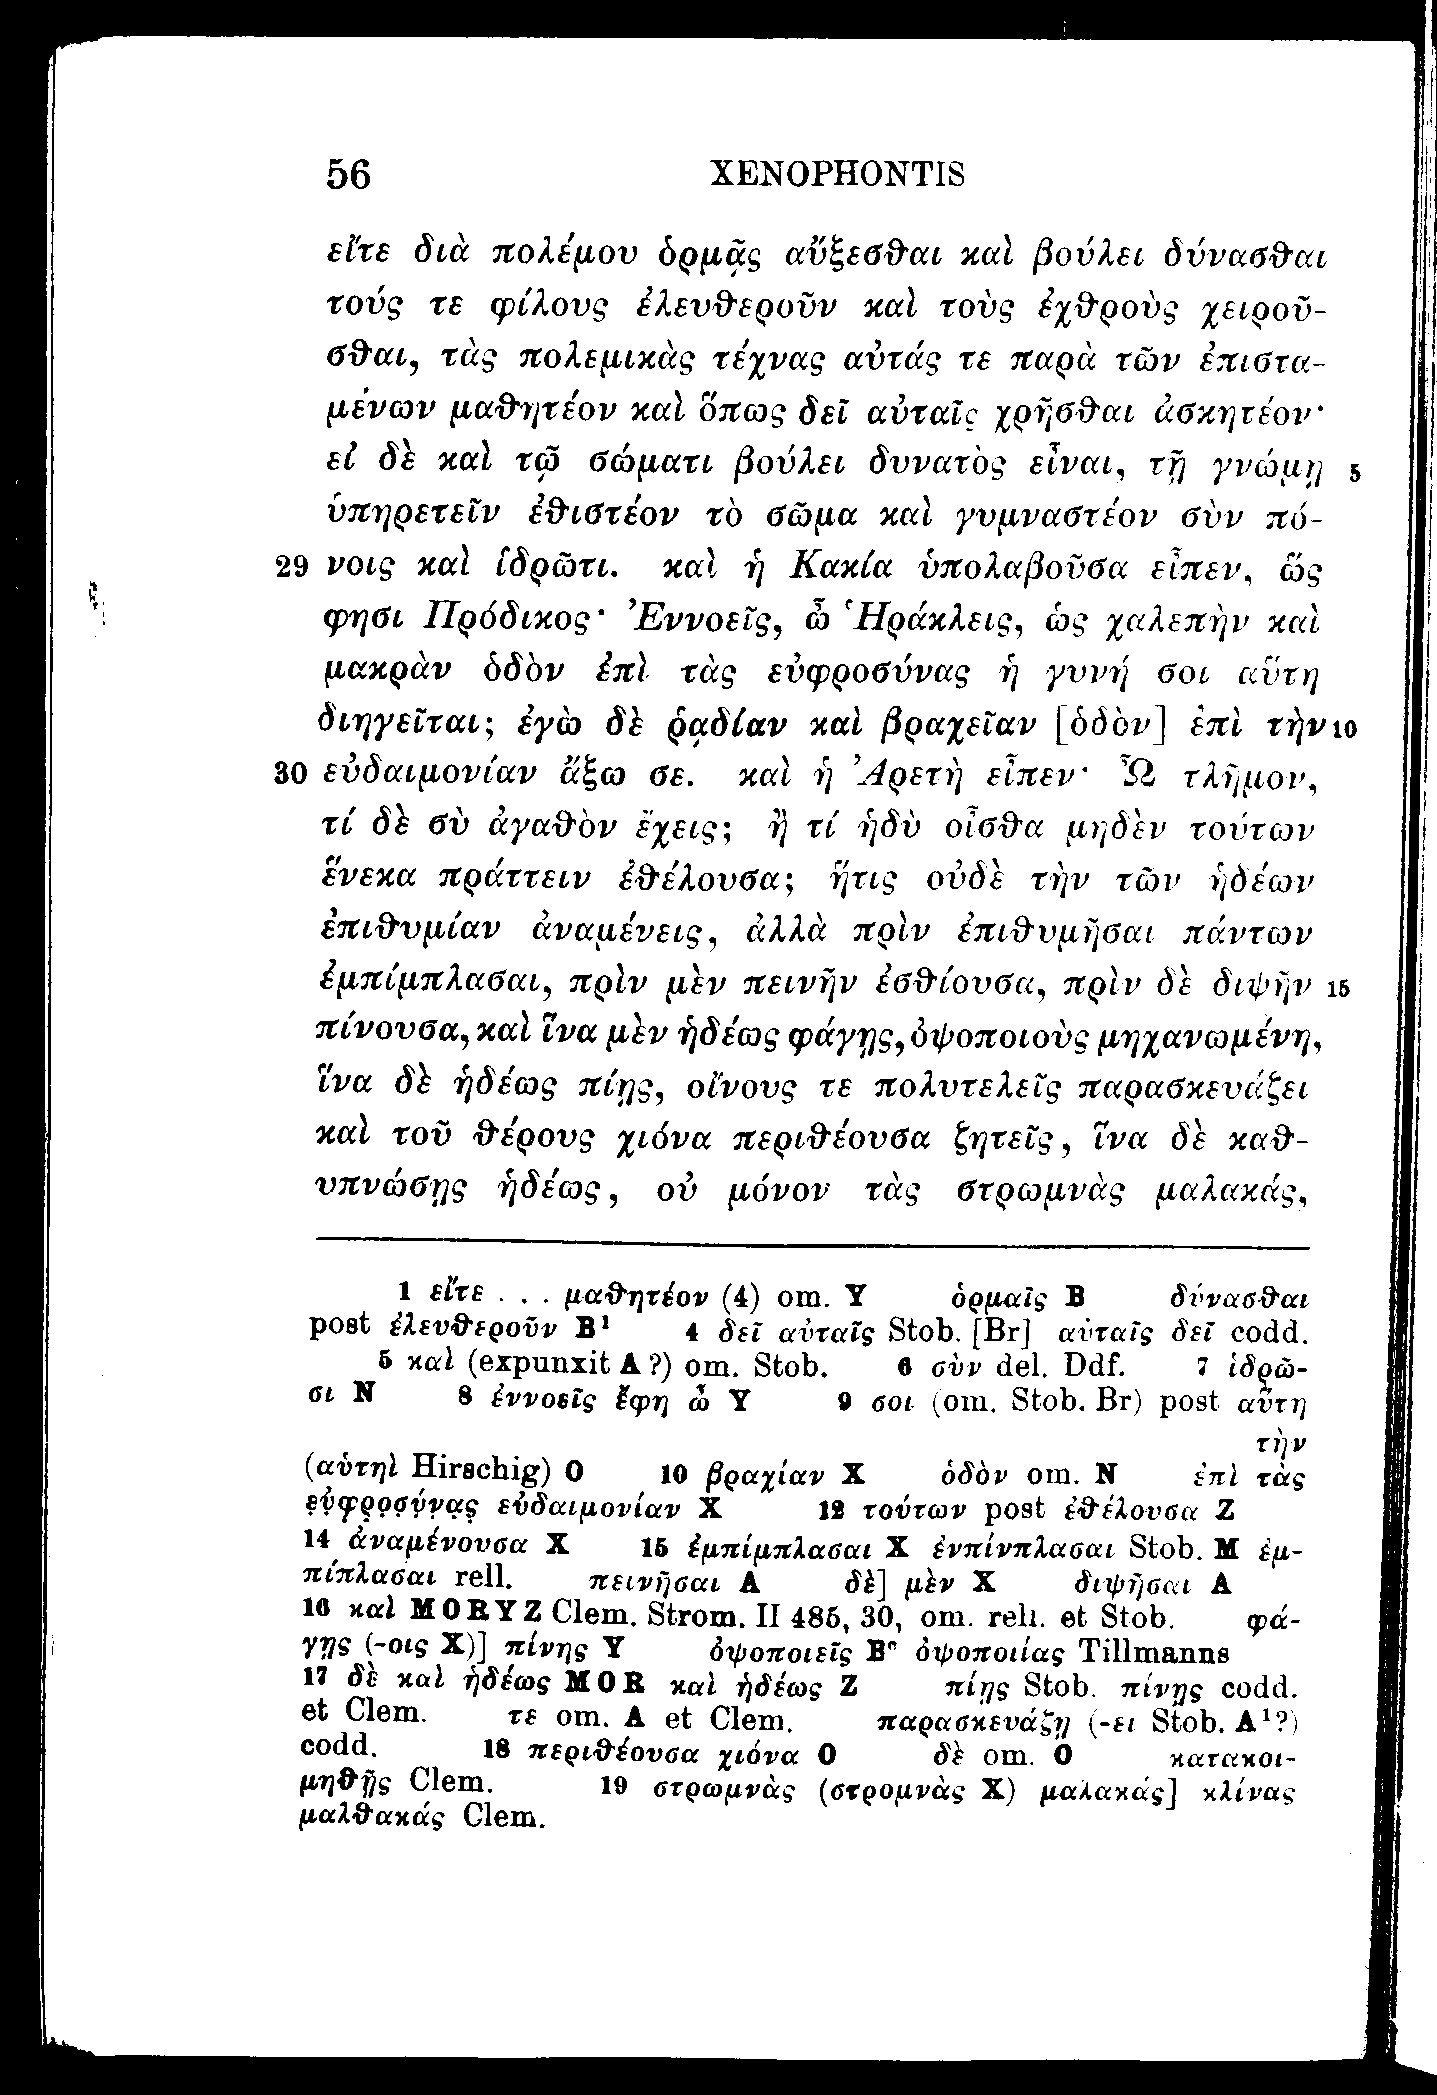 56 XENOPHONTIS
εἴτε διὰ πολέμου ὁρμᾷς αὔξεσθαι καὶ βούλει δύνασθαι
τούς τε φίλους ἐλευθεροῦν καὶ τοὺς ἐχθροὺς χειροῦ-
σθαι, τὰς πολεμικὰς τέχνας αὐτάς τε παρὰ τῶν ἐπιστα-
μένων μαθητέον καὶ ὅπως δεῖ αὐταῖς χρῆσθαι ἀσκητέον·
εἰ δὲ καὶ τῷ σώματι βούλει δυνατὸς εἶναι, τῇ γνώμῃ 5
ὑπηρετεῖν ἐθιστέον τὸ σῶμα καὶ γυμναστέον σὺν πό-
29 νοις καὶ ἱδρῶτι. καὶ ἡ Κακία ὑπολαβοῦσα εἶπεν, ὥς
φησι Πρόδικος· Ἐννοεῖς, ὦ Ἡράκλεις, ὡς χαλεπὴν καὶ
μακρὰν ὁδὸν ἐπὶ τὰς εὐφροσύνας ἡ γυνή σοι αὕτη
διηγεῖται; ἐγὼ δὲ ῥᾳδίαν καὶ βραχεῖαν [ὁδὸν] ἐπὶ τὴν 10
30 εὐδαιμονίαν ἄξω σε. καὶ ἡ Ἀρετὴ εἶπεν· Ὦ τλῆμον,
τί δὲ σὺ ἀγαθὸν ἔχεις; ἢ τί ἡδὺ οἶσθα μηδὲν τούτων
ἕνεκα πράττειν ἐθέλουσα; ἥτις οὐδὲ τὴν τῶν ἡδέων
ἐπιθυμίαν ἀναμένεις, ἀλλὰ πρὶν ἐπιθυμῆσαι πάντων
ἐμπίμπλασαι, πρὶν μὲν πεινῆν ἐσθίουσα, πρὶν δὲ διψῆν 15
πίνουσα, καὶ ἵνα μὲν ἡδέως φάγῃς, ὀψοποιοὺς μηχανωμένη,
ἵνα δὲ ἡδέως πίῃς, οἴνους τε πολυτελεῖς παρασκευάζει
καὶ τοῦ θέρους χιόνα περιθέουσα ζητεῖς, ἵνα δὲ καθ-
υπνώσῃς ἡδέως, οὐ μόνον τὰς στρωμνὰς μαλακάς,
1 εἴτε . . . μαθητέον (4) om. Y ὁρμαῖς B δύνασθαι
post ἐλευθεροῦν B¹ 4 δεῖ αὐταῖς Stob. [Br] αὐταῖς δεῖ codd.
5 καὶ (expunxit A?) om. Stob. 6 σὺν del. Ddf. 7 ἱδρῶ-
σι N 8 ἐννοεῖς ἔφη ὦ Y 9 σοι (om. Stob. Br) post αὕτη
τὴν
(αὑτηὶ Hirschig) O 10 βραχίαν X ὁδὸν om. N ἐπὶ τὰς
εὐφροσύνας εὐδαιμονίαν X 12 τούτων post ἐθέλουσα Z
14 ἀναμένουσα X 15 ἐμπίμπλασαι X ἐνπίνπλασαι Stob. M ἐμ-
πίπλασαι rell. πεινῆσαι A δὲ] μὲν X διψῆσαι A
16 καὶ M O R Y Z Clem. Strom. II 485, 30, om. rell. et Stob. φά-
γῃς (-οις X)] πίνης Y ὀψοποιεῖς Bⁿ ὀψοποιίας Tillmanns
17 δὲ καὶ ἡδέως M O R καὶ ἡδέως Z πίῃς Stob. πίνῃς codd.
et Clem. τε om. A et Clem. παρασκευάζῃ (-ει Stob. A¹?)
codd. 18 περιθέουσα χιόνα O δὲ om. O κατακοι-
μηθῇς Clem. 19 στρωμνὰς (στρομνὰς X) μαλακάς] κλίνας
μαλθακάς Clem.